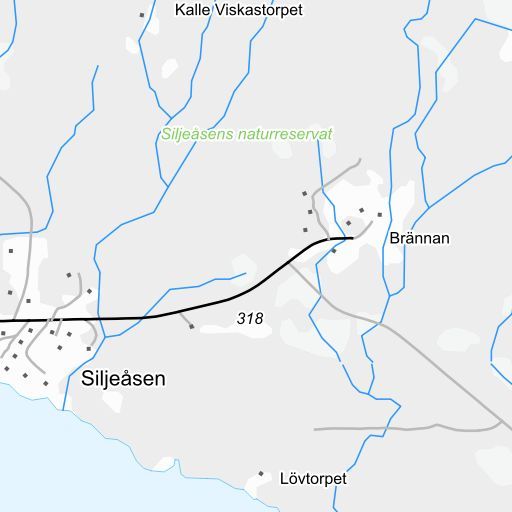 Kalle Viskastorpet
Siljeåsens naturreservat
Brännan
318
Siljeåsen
Lövtorpet